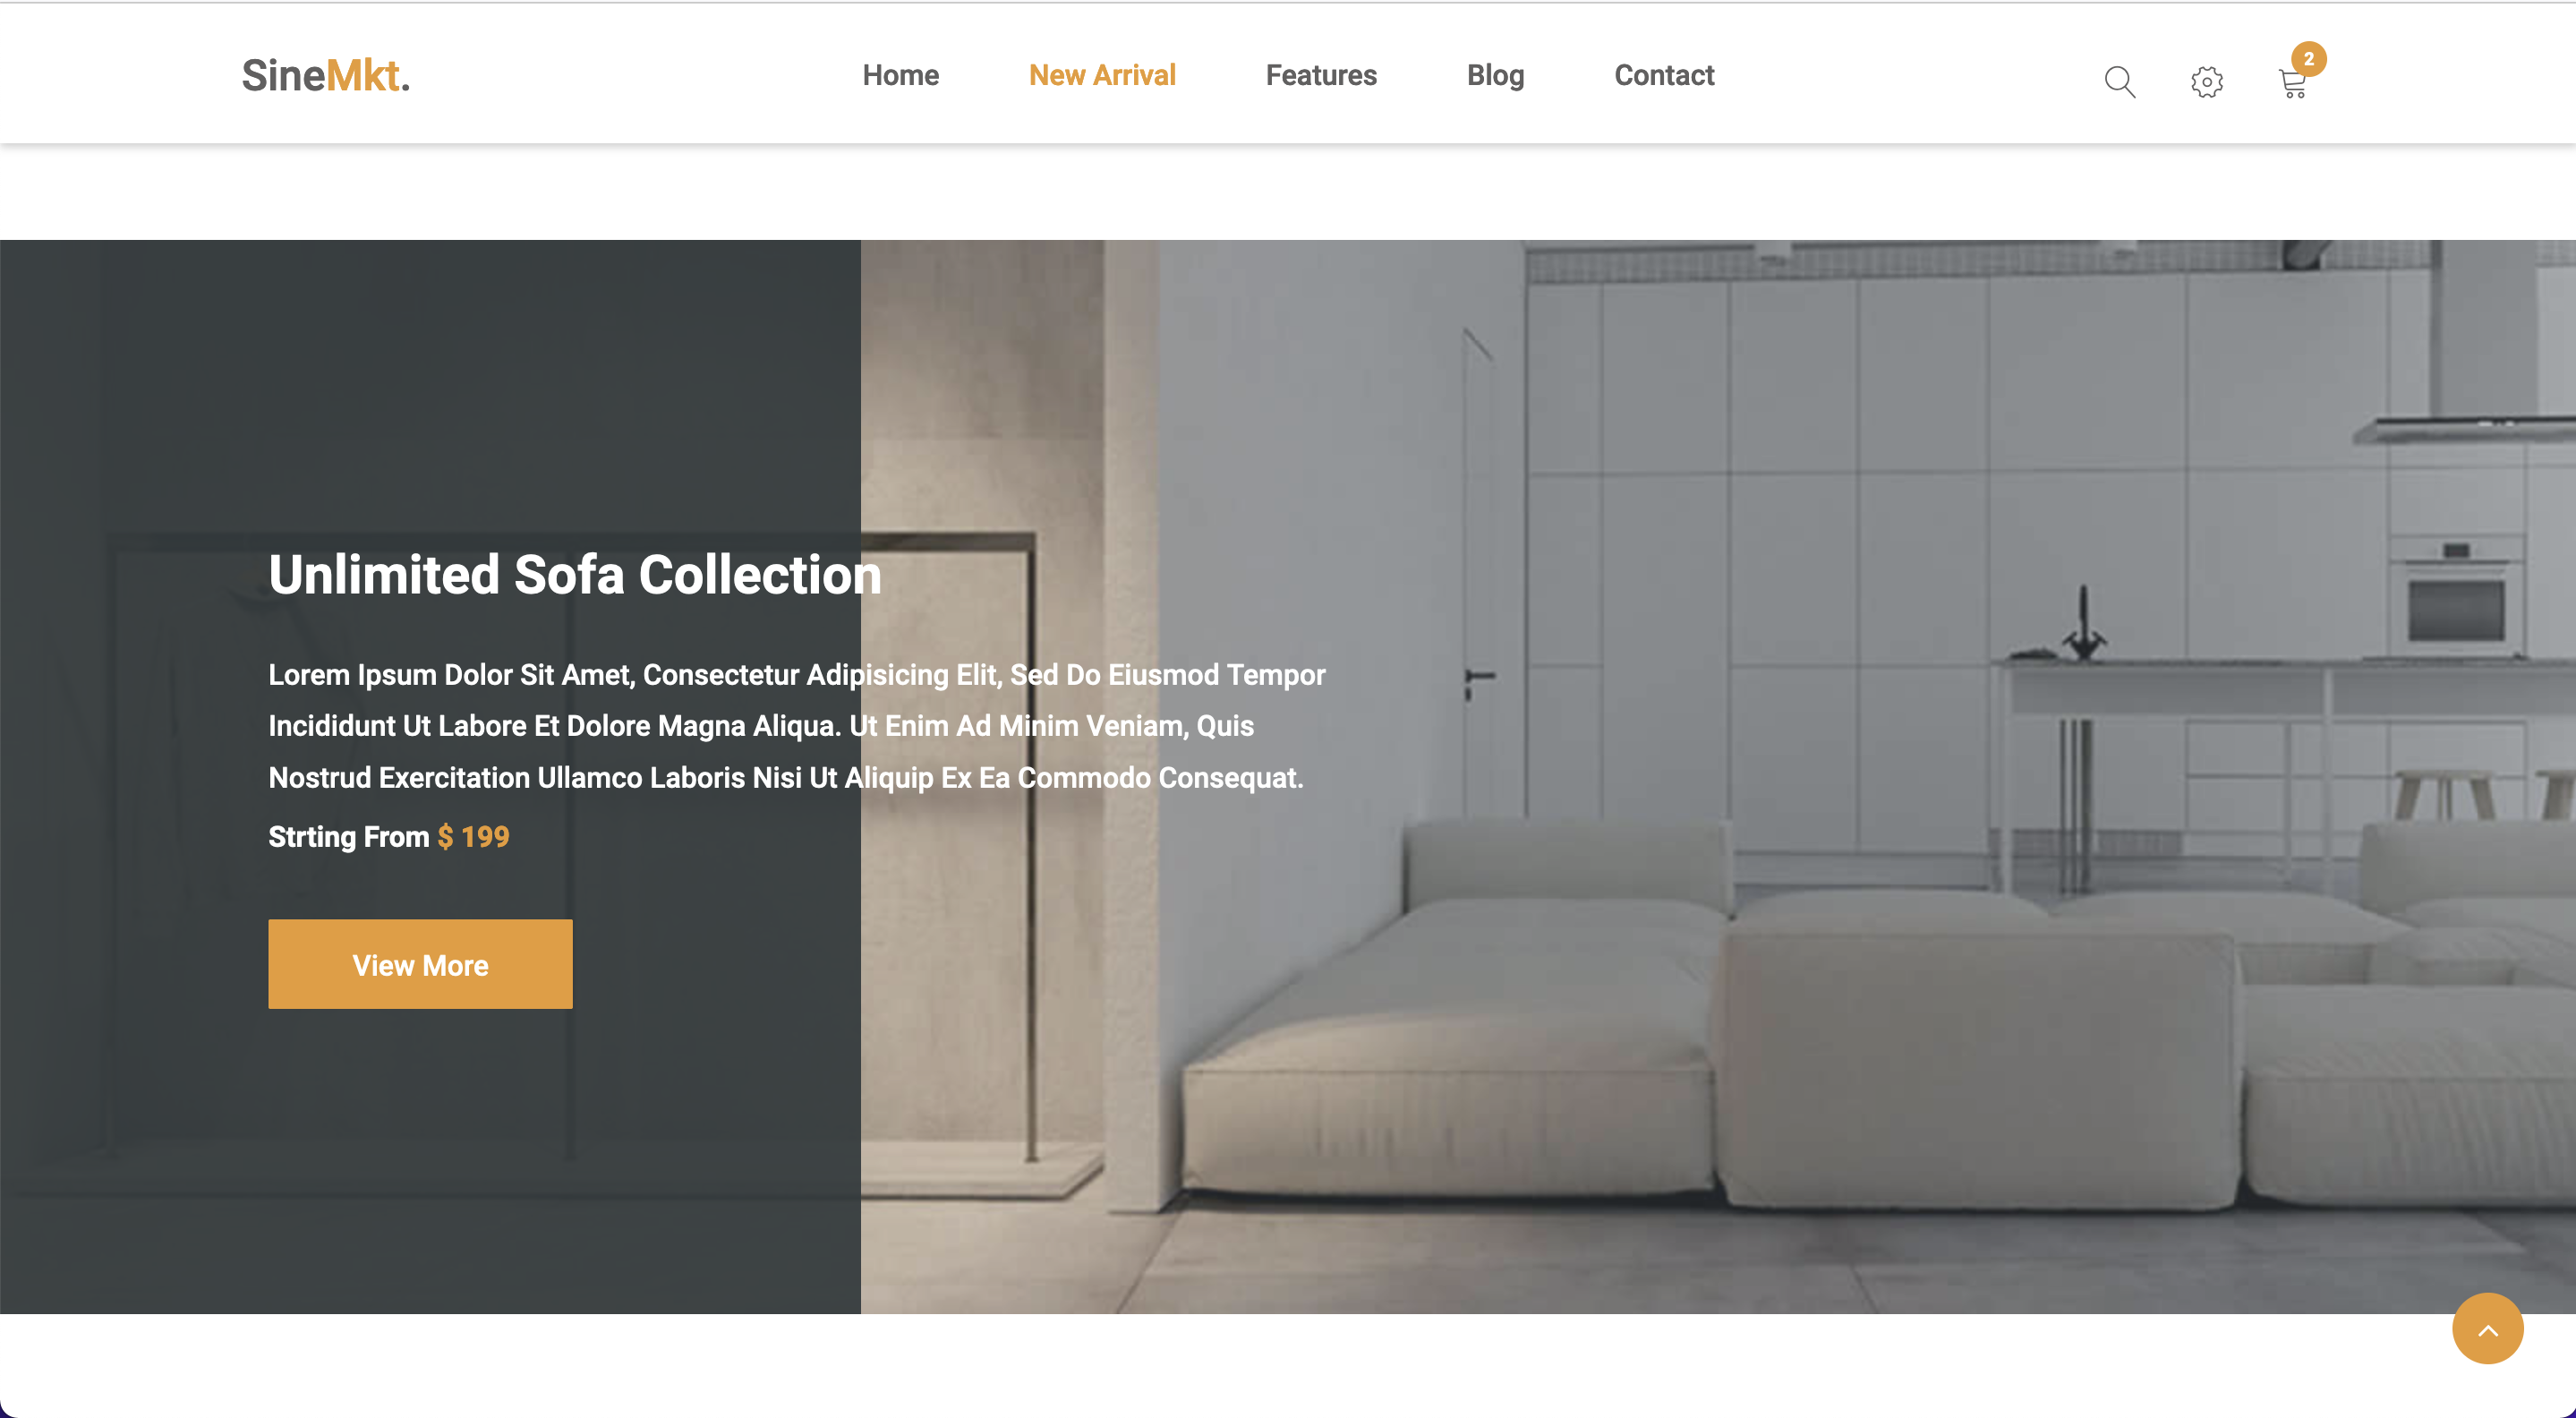 SineMkt.
Home New Arrival Features Blog Contact
2
Unlimited Sofa Collection
Lorem Ipsum Dolor Sit Amet, Consectetur Adipisicing Elit, Sed Do Eiusmod Tempor
Incididunt Ut Labore Et Dolore Magna Aliqua. Ut Enim Ad Minim Veniam, Quis
Nostrud Exercitation Ullamco Laboris Nisi Ut Aliquip Ex Ea Commodo Consequat.
Strting From $ 199
View More